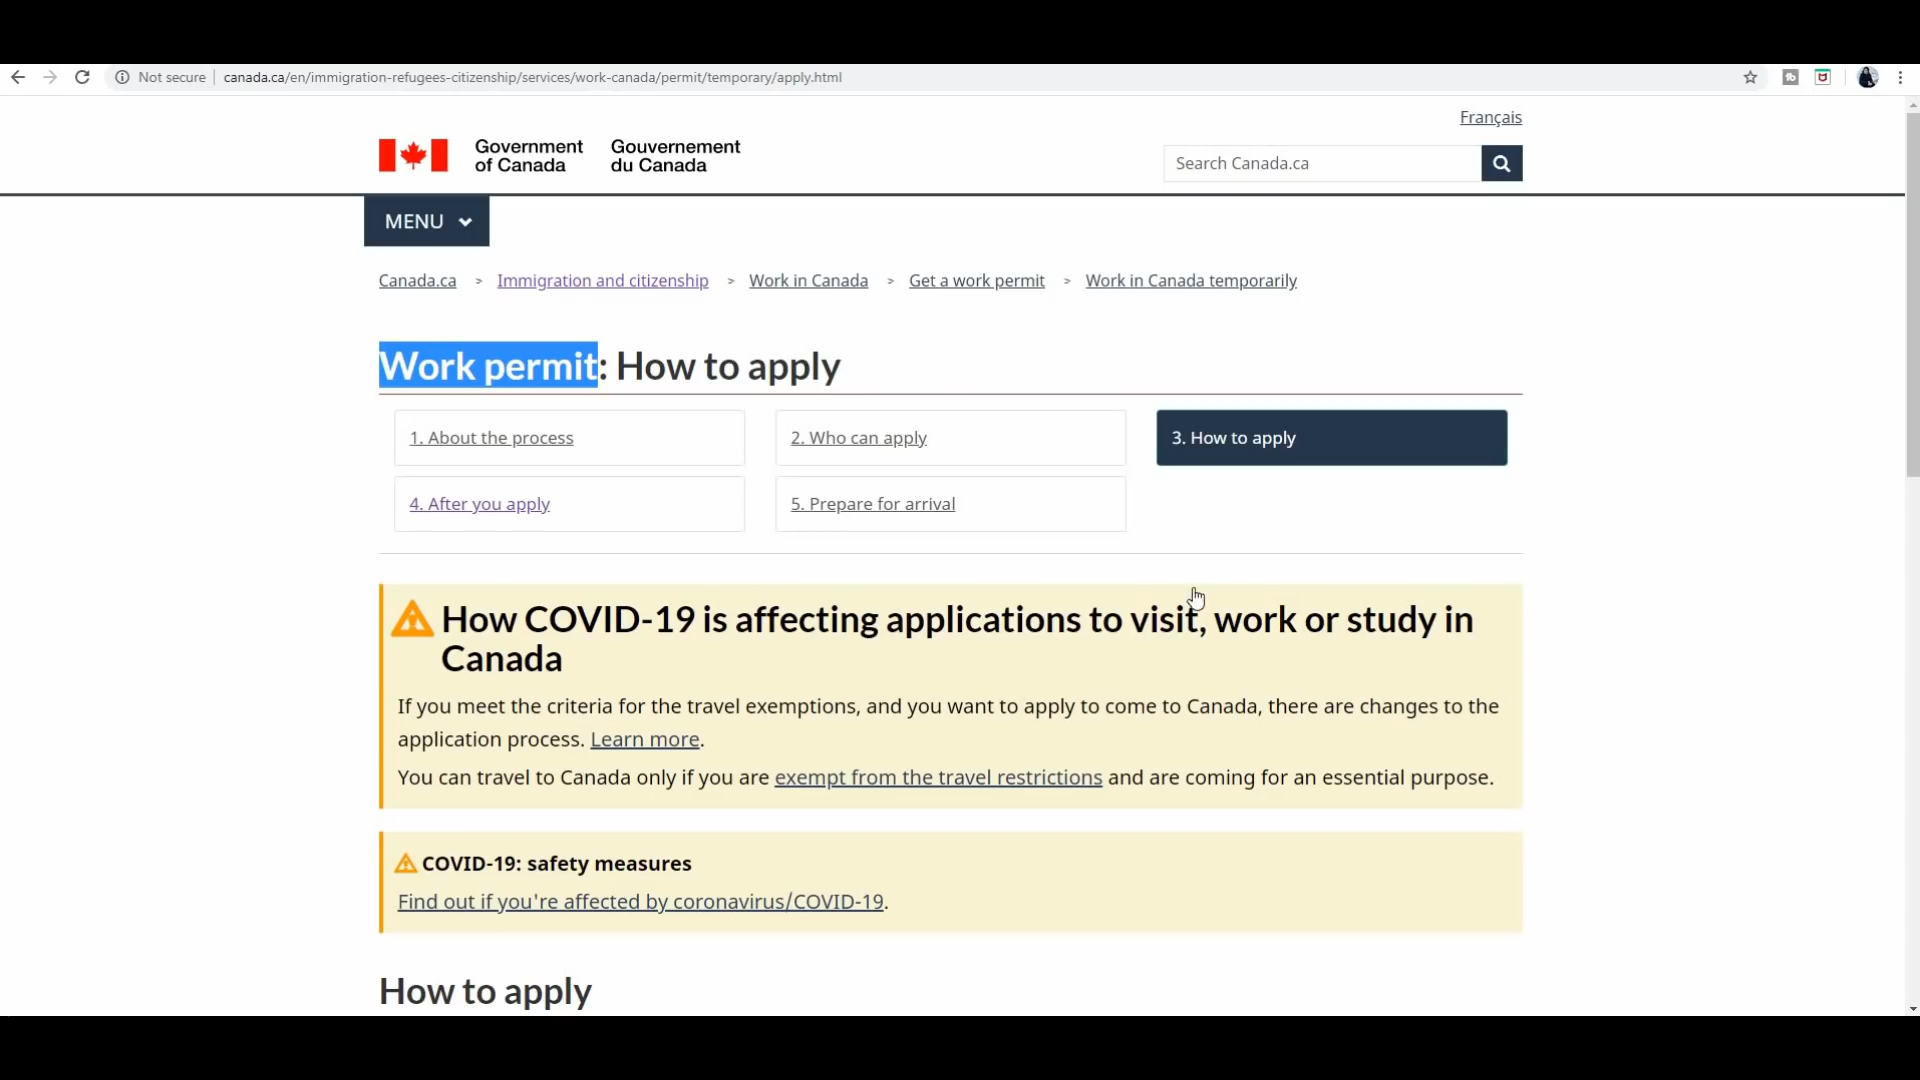 Not secure | canada.ca/en/immigration-refugees-citizenship/services/work-canada/permit/temporary/apply.html
Français
Government of Canada
Gouvernement du Canada
Search Canada.ca
MENU
Canada.ca > Immigration and citizenship > Work in Canada > Get a work permit > Work in Canada temporarily
Work permit: How to apply
1. About the process
2. Who can apply
3. How to apply
4. After you apply
5. Prepare for arrival
How COVID-19 is affecting applications to visit, work or study in
Canada
If you meet the criteria for the travel exemptions, and you want to apply to come to Canada, there are changes to the
application process. Learn more.
You can travel to Canada only if you are exempt from the travel restrictions and are coming for an essential purpose.
COVID-19: safety measures
Find out if you're affected by coronavirus/COVID-19.
How to apply